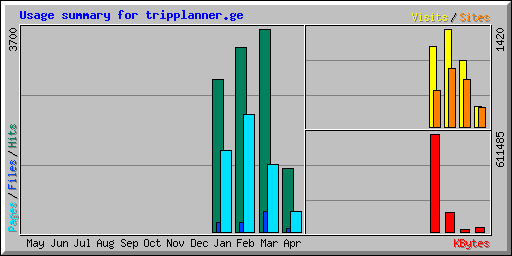 Usage summary for tripplanner.ge
Visits / Sites
3700
1420
Pages / Files / Hits
611485
May Jun Jul Aug Sep Oct Nov Dec Jan Feb Mar Apr
KBytes